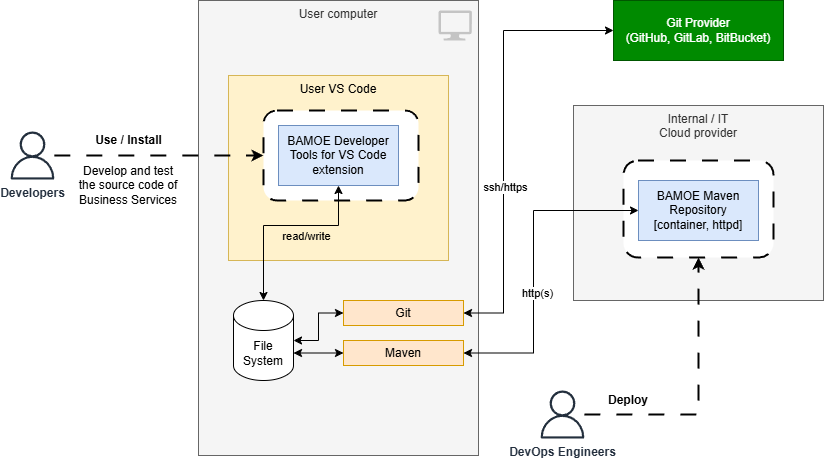 User computer
Git Provider
(GitHub, GitLab, BitBucket)
User VS Code
BAMOE Developer
Tools for VS Code
extension
Internal / IT
Cloud provider
Use / Install
Develop and test
the source code of
Business Services
Developers
ssh/https
BAMOE Maven
Repository
[container, httpd]
read/write
http(s)
File
System
Git
Maven
Deploy
DevOps Engineers